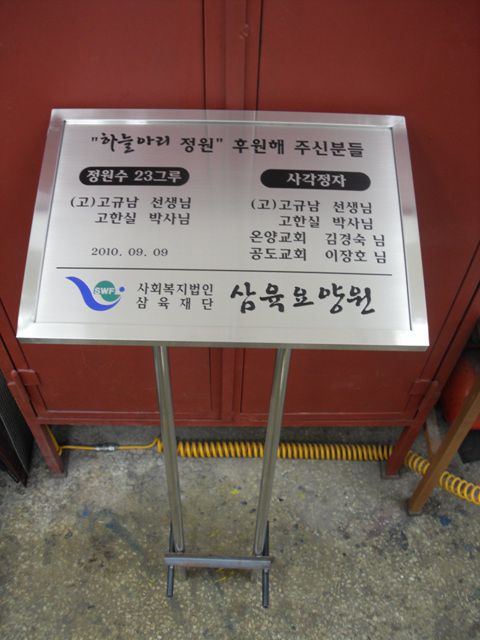 "하늘아리 정원" 후원해 주신분들
정원수 23그루
(고)고규남 선생님
고한실 박사님
2010. 09. 09
사각정자
(고)고규남 선생님
고한실 박사님
온양교회 김경숙 님
공도교회 이장호 님
SWF
사회복지법인
삼육재단
삼육요양원